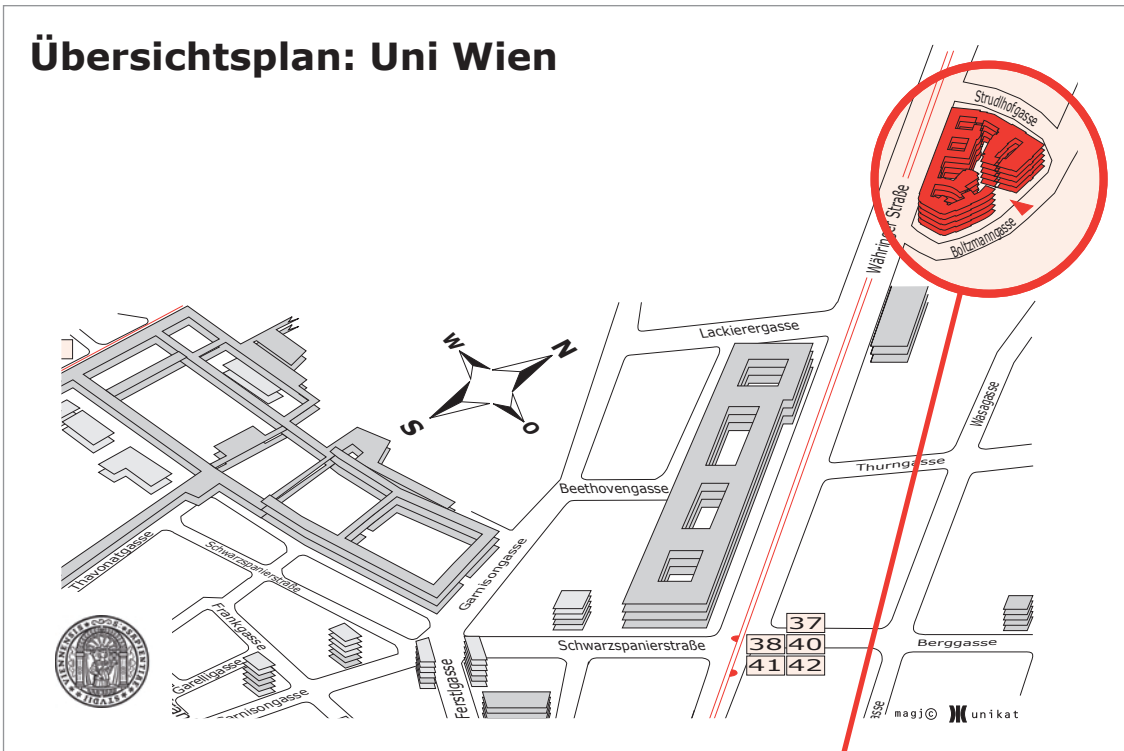 Übersichtsplan: Uni Wien
Strudlhofgasse
Währinger Straße
Boltzmanngasse
Lackierergasse
W
N
S
O
Wasagasse
Thurngasse
Beethovengasse
Thavonatgasse
Schwarzspanierstraße
Garnisongasse
Frankgasse
37
Schwarzspanierstraße
38 40
Berggasse
41 42
Garelligasse
Ferstlgasse
Garnisongasse
magj© unikat